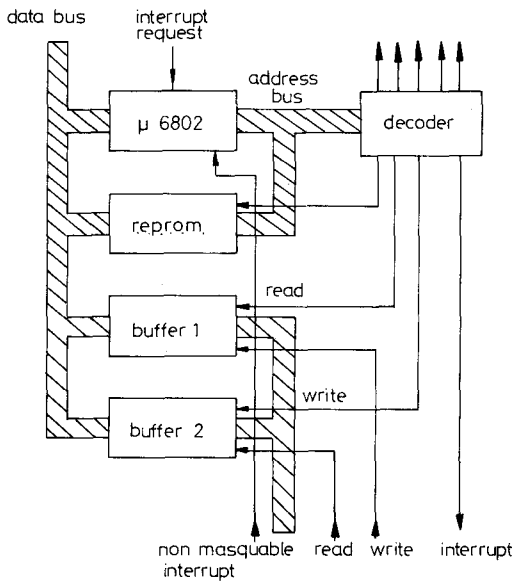 data bus
interrupt
request
address
bus
μ 6802
decoder
reprom
read
buffer 1
write
buffer 2
non masquable
interrupt
read
write
interrupt